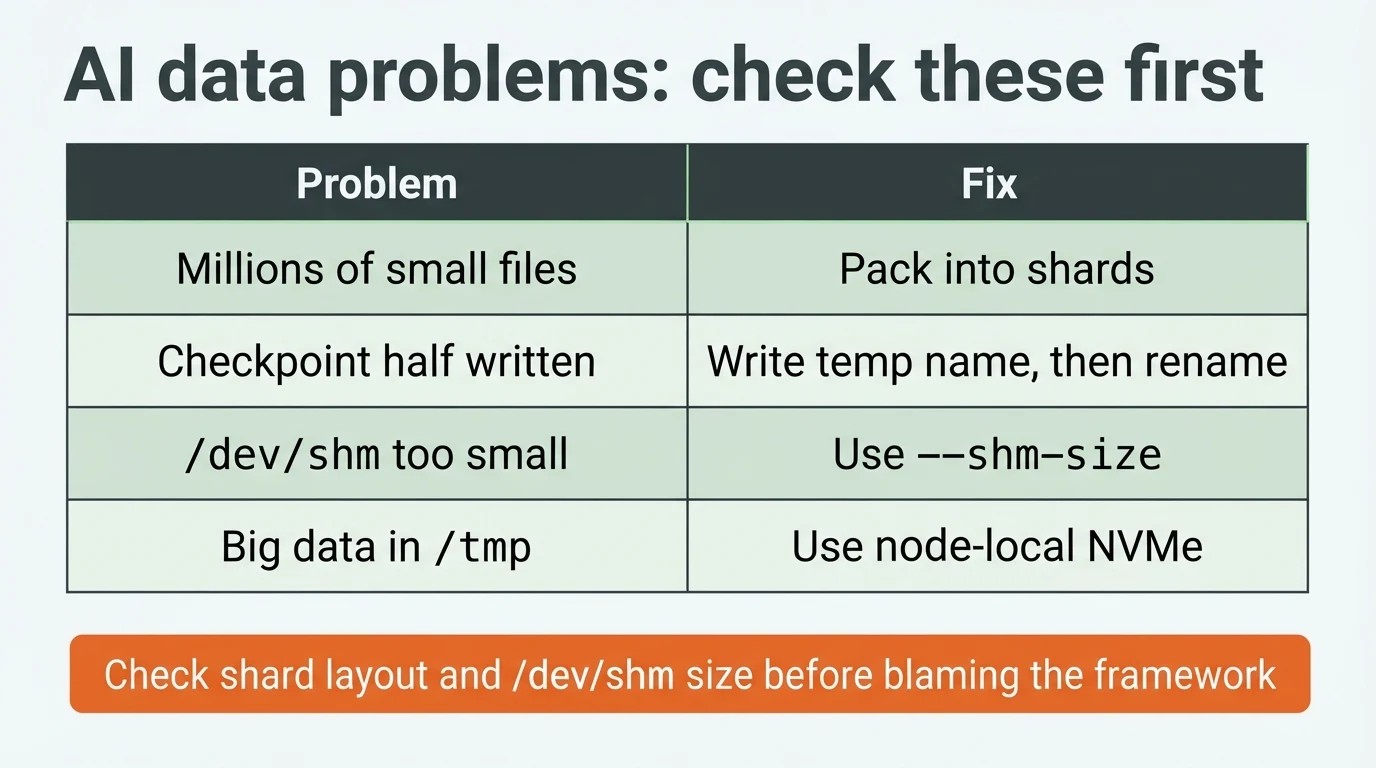 AI data problems: check these first
Problem
Fix
Millions of small files
Pack into shards
Checkpoint half written
Write temp name, then rename
/dev/shm too small
Use --shm-size
Big data in /tmp
Use node-local NVMe
Check shard layout and /dev/shm size before blaming the framework